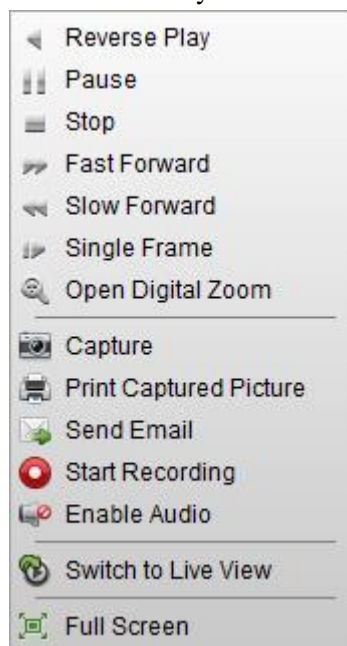 Reverse Play
Pause
Stop
Fast Forward
Slow Forward
Single Frame
Open Digital Zoom
Capture
Print Captured Picture
Send Email
Start Recording
Enable Audio
Switch to Live View
Full Screen